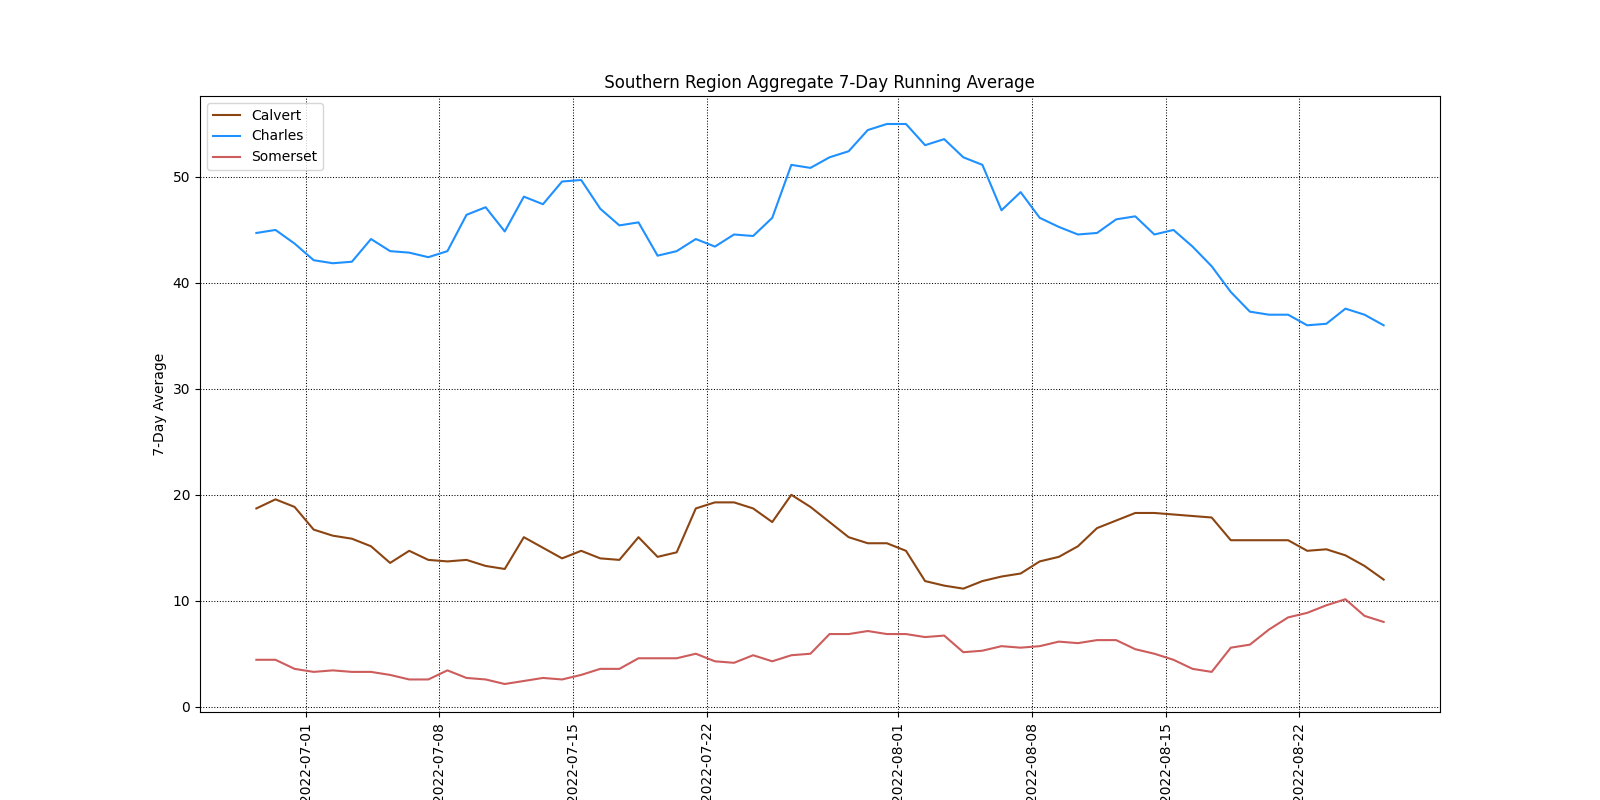 Southern Region Aggregate 7-Day Running Average
Calvert
Charles
Somerset
7-Day Average
50
40
30
20
10
0
2022-07-01
2022-07-08
2022-07-15
2022-07-22
2022-08-01
2022-08-08
2022-08-15
2022-08-22